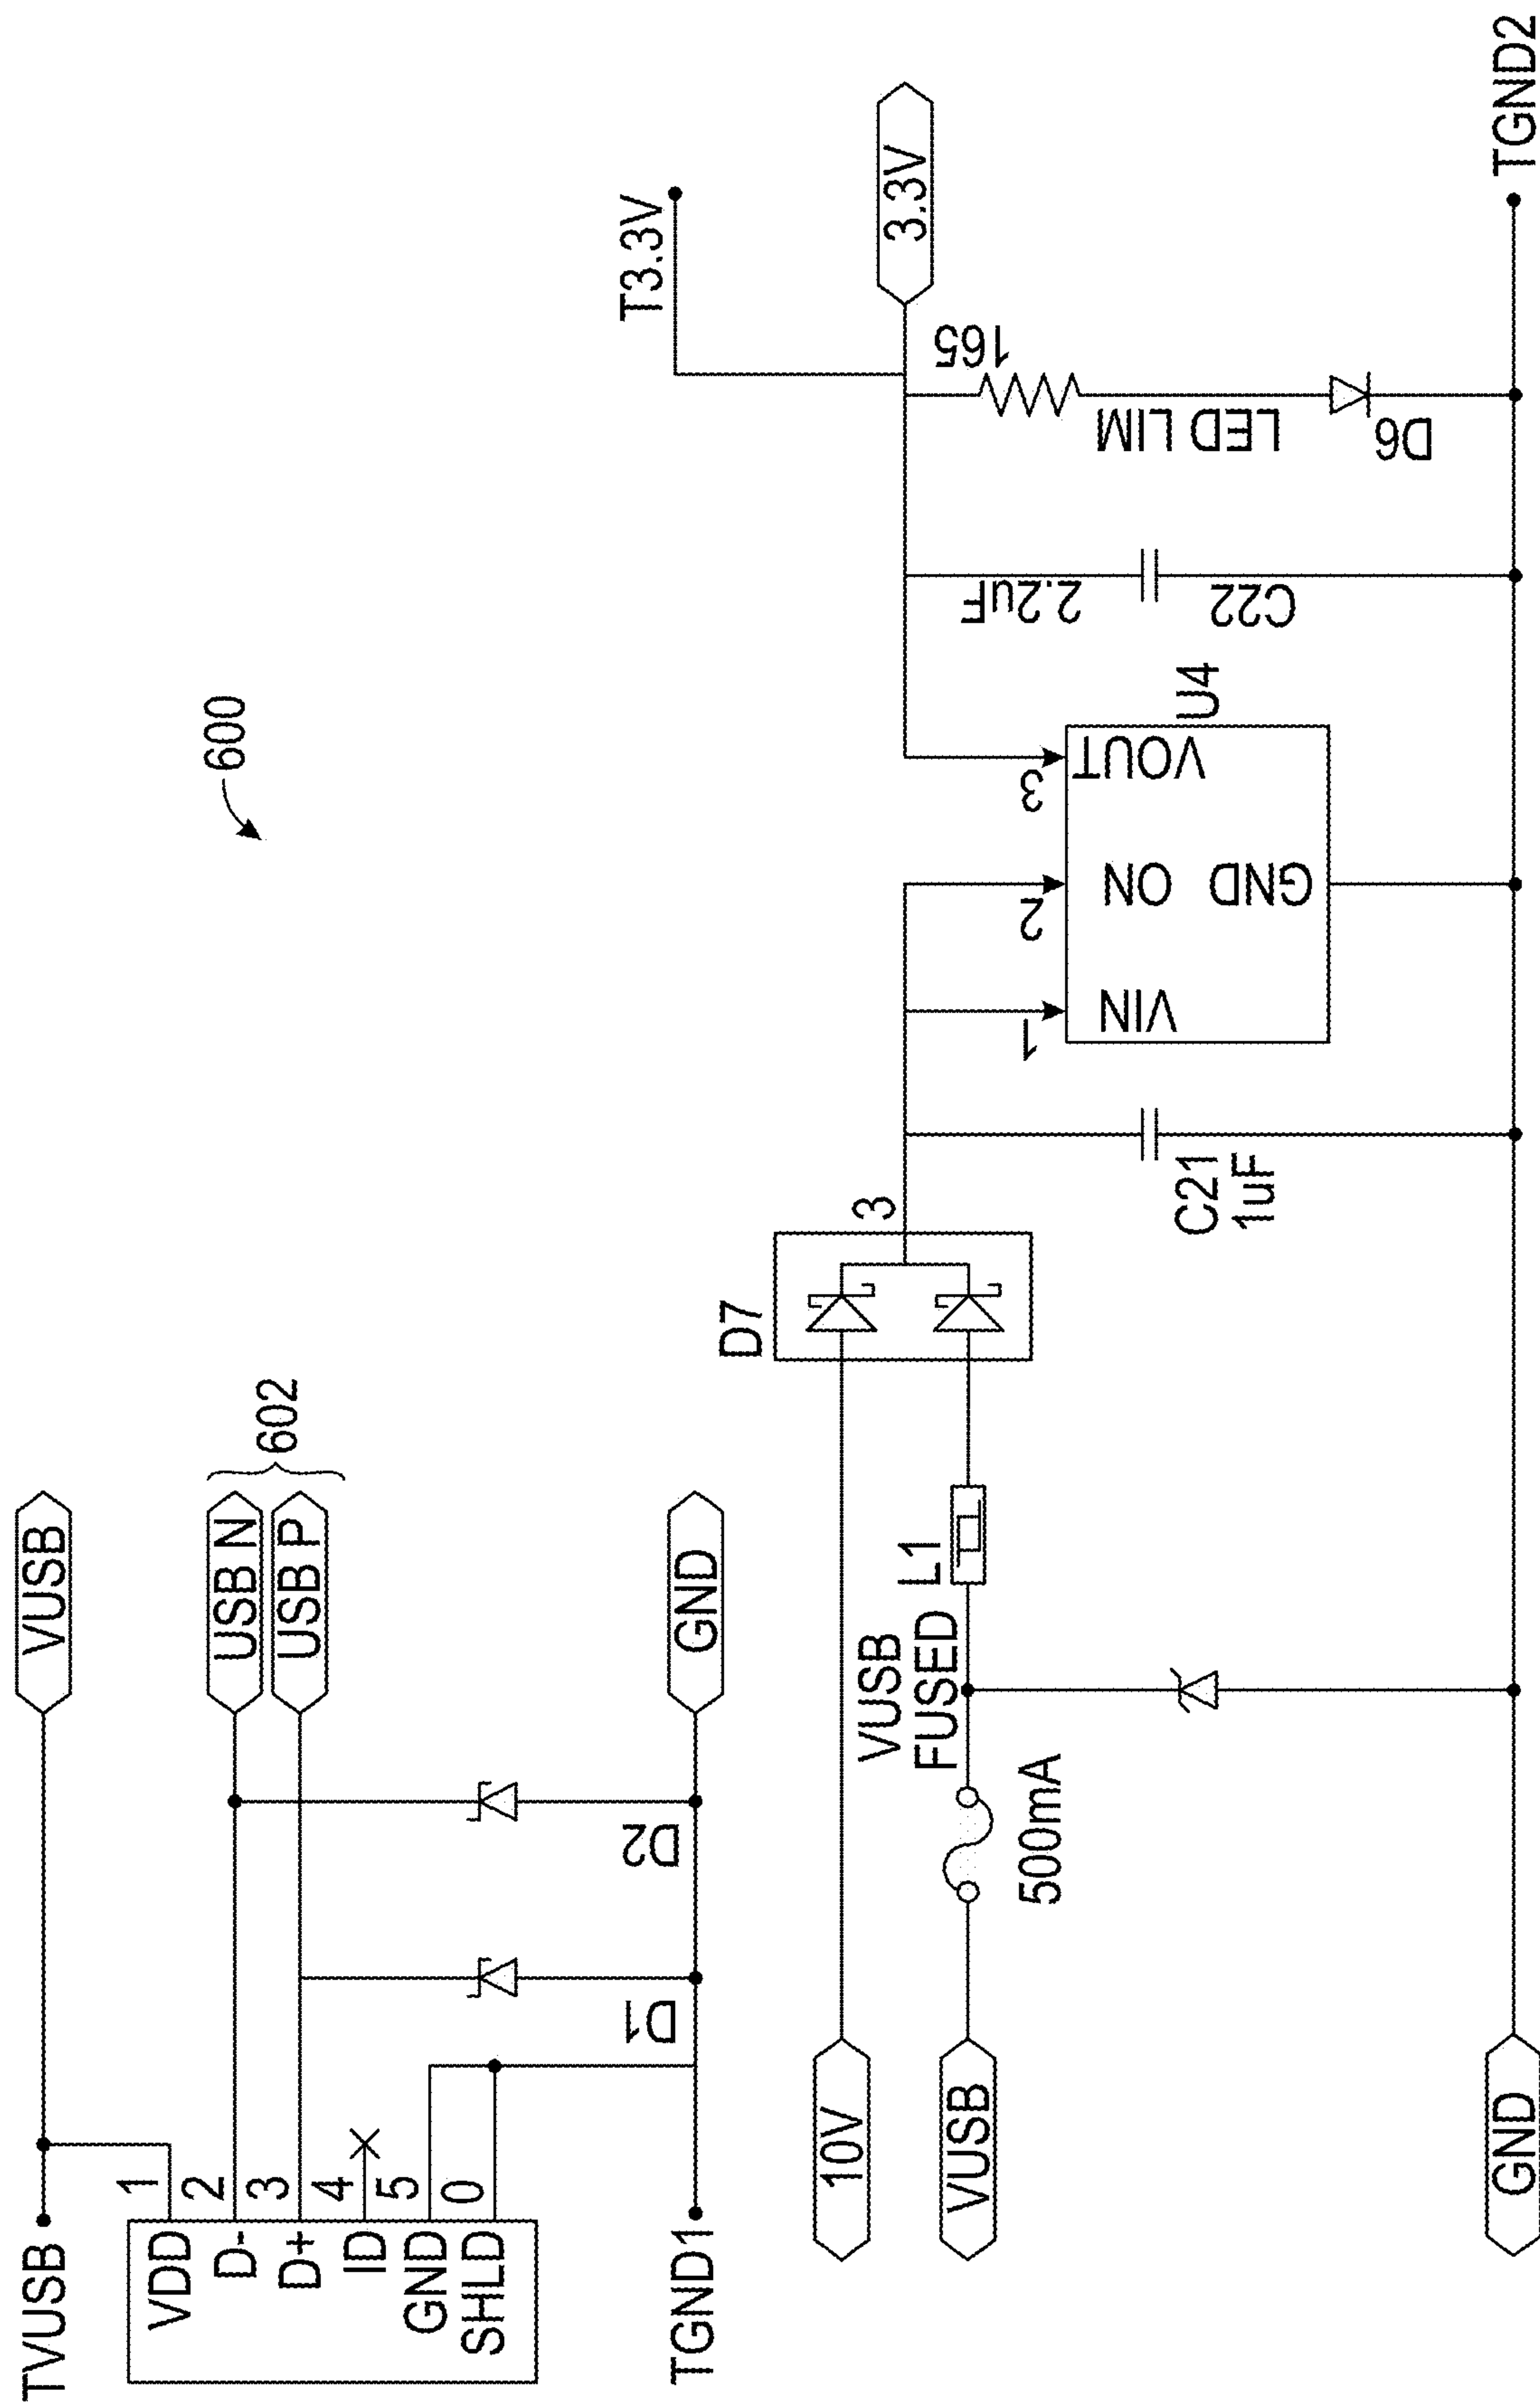 600
TVUSB
VUSB
VDD
1
D-
2
USB N
D+
3
USB P
602
ID
4
GND
5
SHLD
0
D1
D2
TGND1
GND
10V
VUSB
500mA
VUSB
FUSED
L1
D7
3
C21
1uF
1
VIN
2
ON
GND
3
VOUT
U4
2.2uF
C22
T3.3V
3.3V
165
LED LIM
D6
GND
TGND2